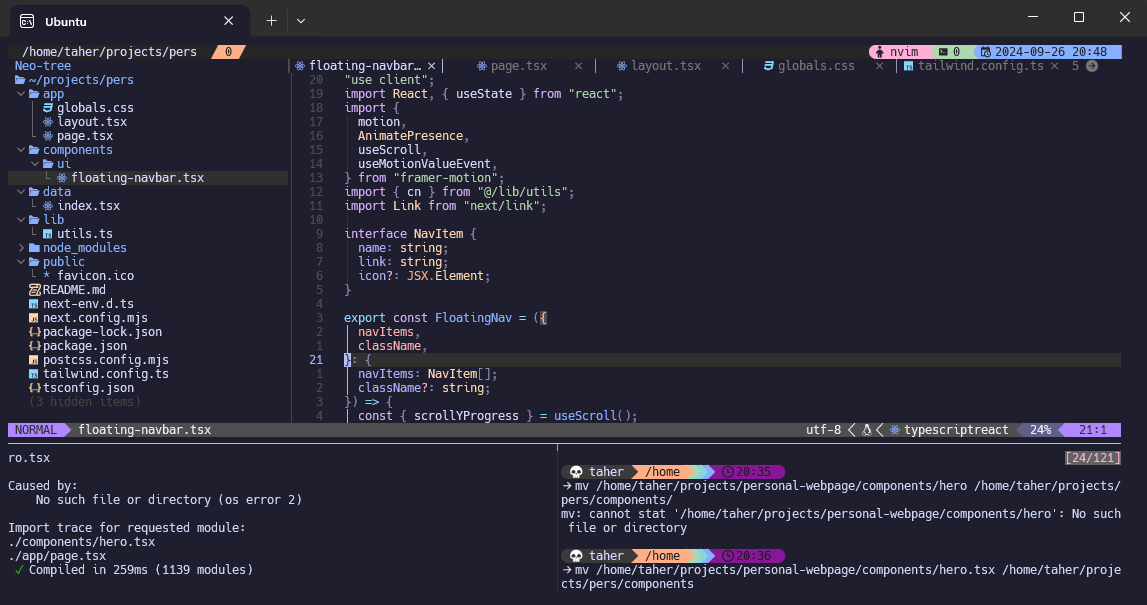 Ubuntu
/home/taher/projects/pers 0
nvim 0 2024-09-26 20:48
Neo-tree
~/projects/pers
app
globals.css
layout.tsx
page.tsx
components
ui
floating-navbar.tsx
data
index.tsx
lib
utils.ts
node_modules
public
favicon.ico
README.md
next-env.d.ts
next.config.mjs
package-lock.json
package.json
postcss.config.mjs
tailwind.config.ts
tsconfig.json
(3 hidden items)
floating-navbar… page.tsx layout.tsx globals.css tailwind.config.ts 5
20 "use client";
19 import React, { useState } from "react";
18 import {
17 motion,
16 AnimatePresence,
15 useScroll,
14 useMotionValueEvent,
13 } from "framer-motion";
12 import { cn } from "@/lib/utils";
11 import Link from "next/link";
10
9 interface NavItem {
8 name: string;
7 link: string;
6 icon?: JSX.Element;
5 }
4
3 export const FloatingNav = ({
2 navItems,
1 className,
21 }: {
1 navItems: NavItem[];
2 className?: string;
3 }) => {
4 const { scrollYProgress } = useScroll();
NORMAL floating-navbar.tsx utf-8 typescriptreact 24% 21:1
ro.tsx

Caused by:
No such file or directory (os error 2)

Import trace for requested module:
./components/hero.tsx
./app/page.tsx
✓ Compiled in 259ms (1139 modules)
[24/121]
taher /home 20:35
→ mv /home/taher/projects/personal-webpage/components/hero /home/taher/projects/
pers/components/
mv: cannot stat '/home/taher/projects/personal-webpage/components/hero': No such
file or directory

taher /home 20:36
→ mv /home/taher/projects/personal-webpage/components/hero.tsx /home/taher/proje
cts/pers/components